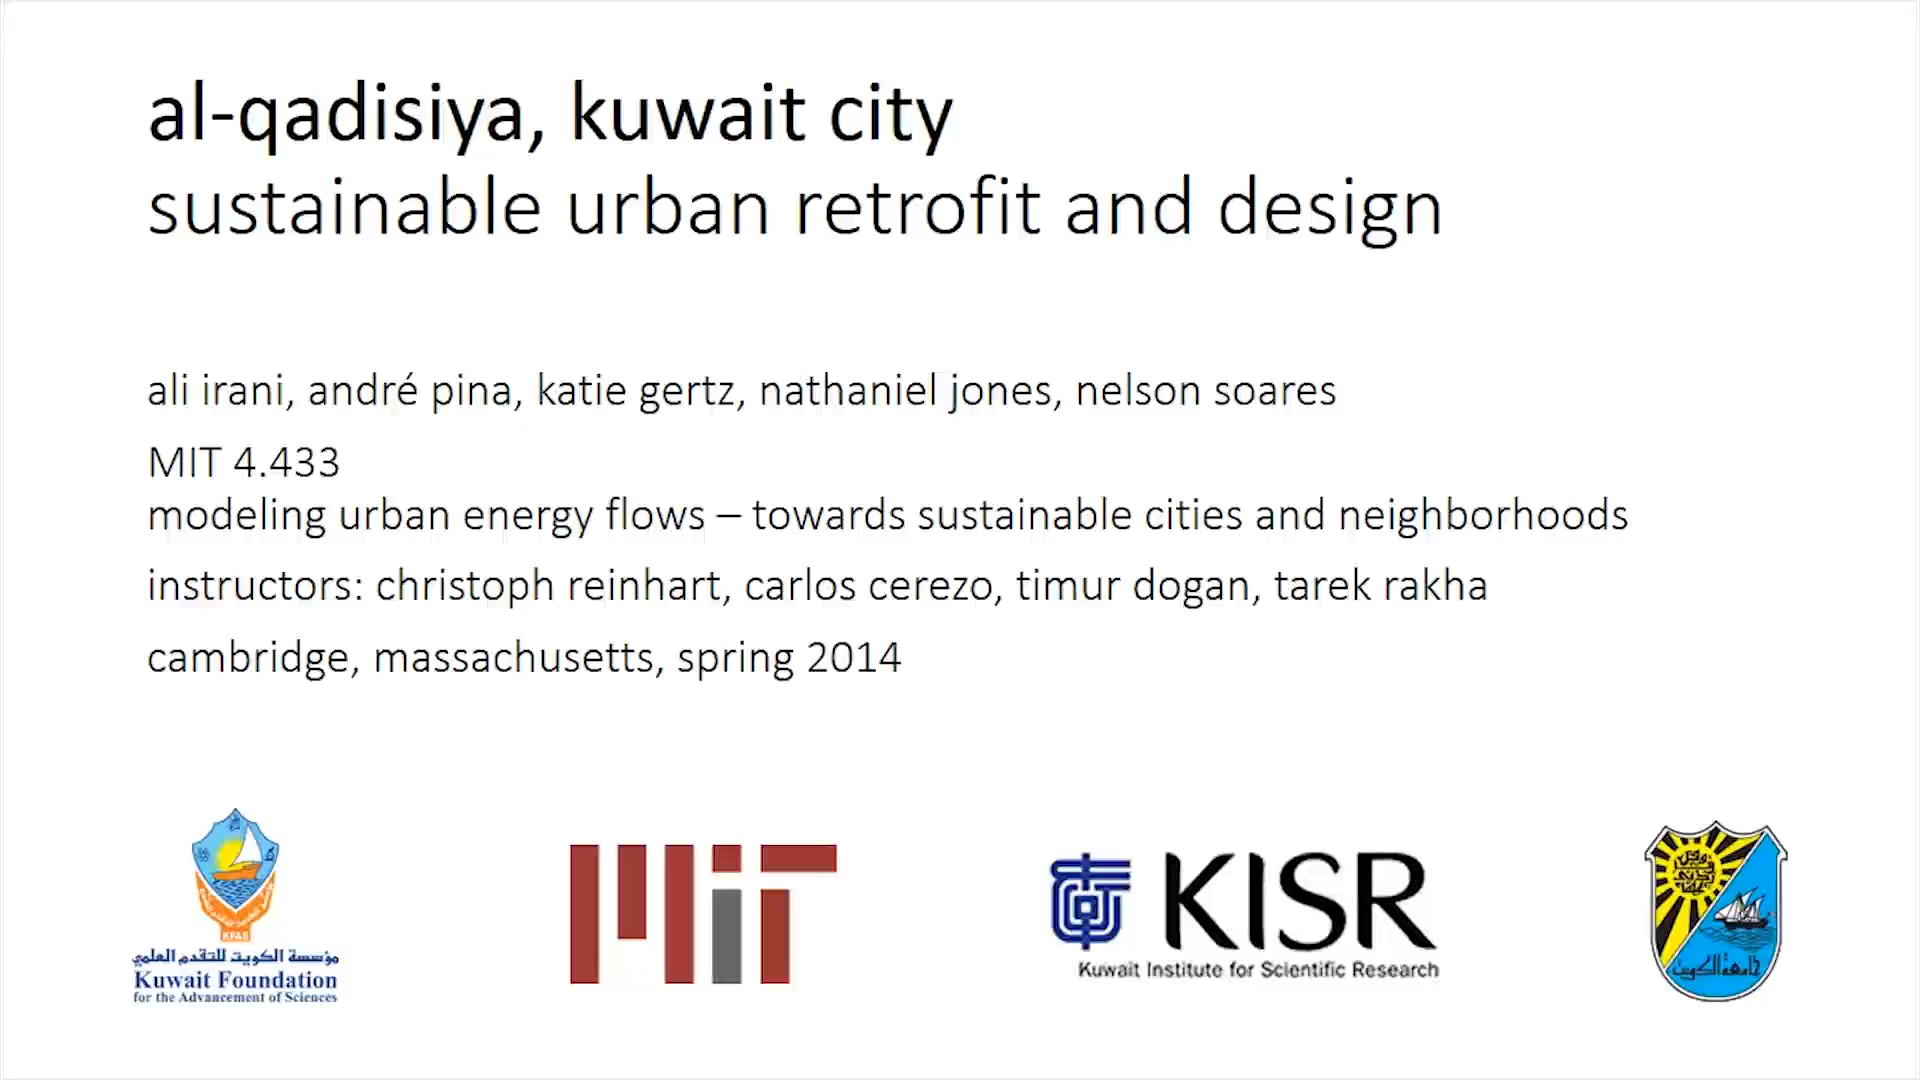 al-qadisiya, kuwait city
sustainable urban retrofit and design
ali irani, andré pina, katie gertz, nathaniel jones, nelson soares
MIT 4.433
modeling urban energy flows – towards sustainable cities and neighborhoods
instructors: christoph reinhart, carlos cerezo, timur dogan, tarek rakha
cambridge, massachusetts, spring 2014
KFAS
مؤسسة الكويت للتقدم العلمي
Kuwait Foundation
for the Advancement of Sciences
MIT
KISR
Kuwait Institute for Scientific Research
جامعة الكويت